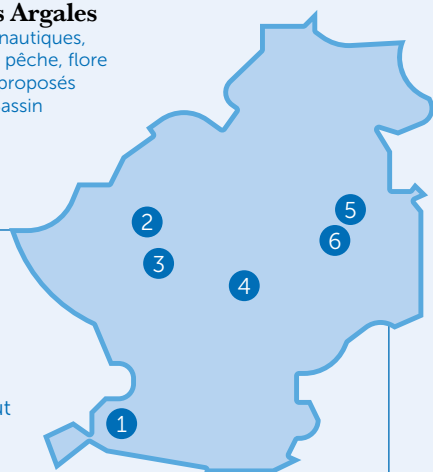 s Argales
nautiques,
pêche, flore
proposés
assin
5
2
6
3
4
ut
1